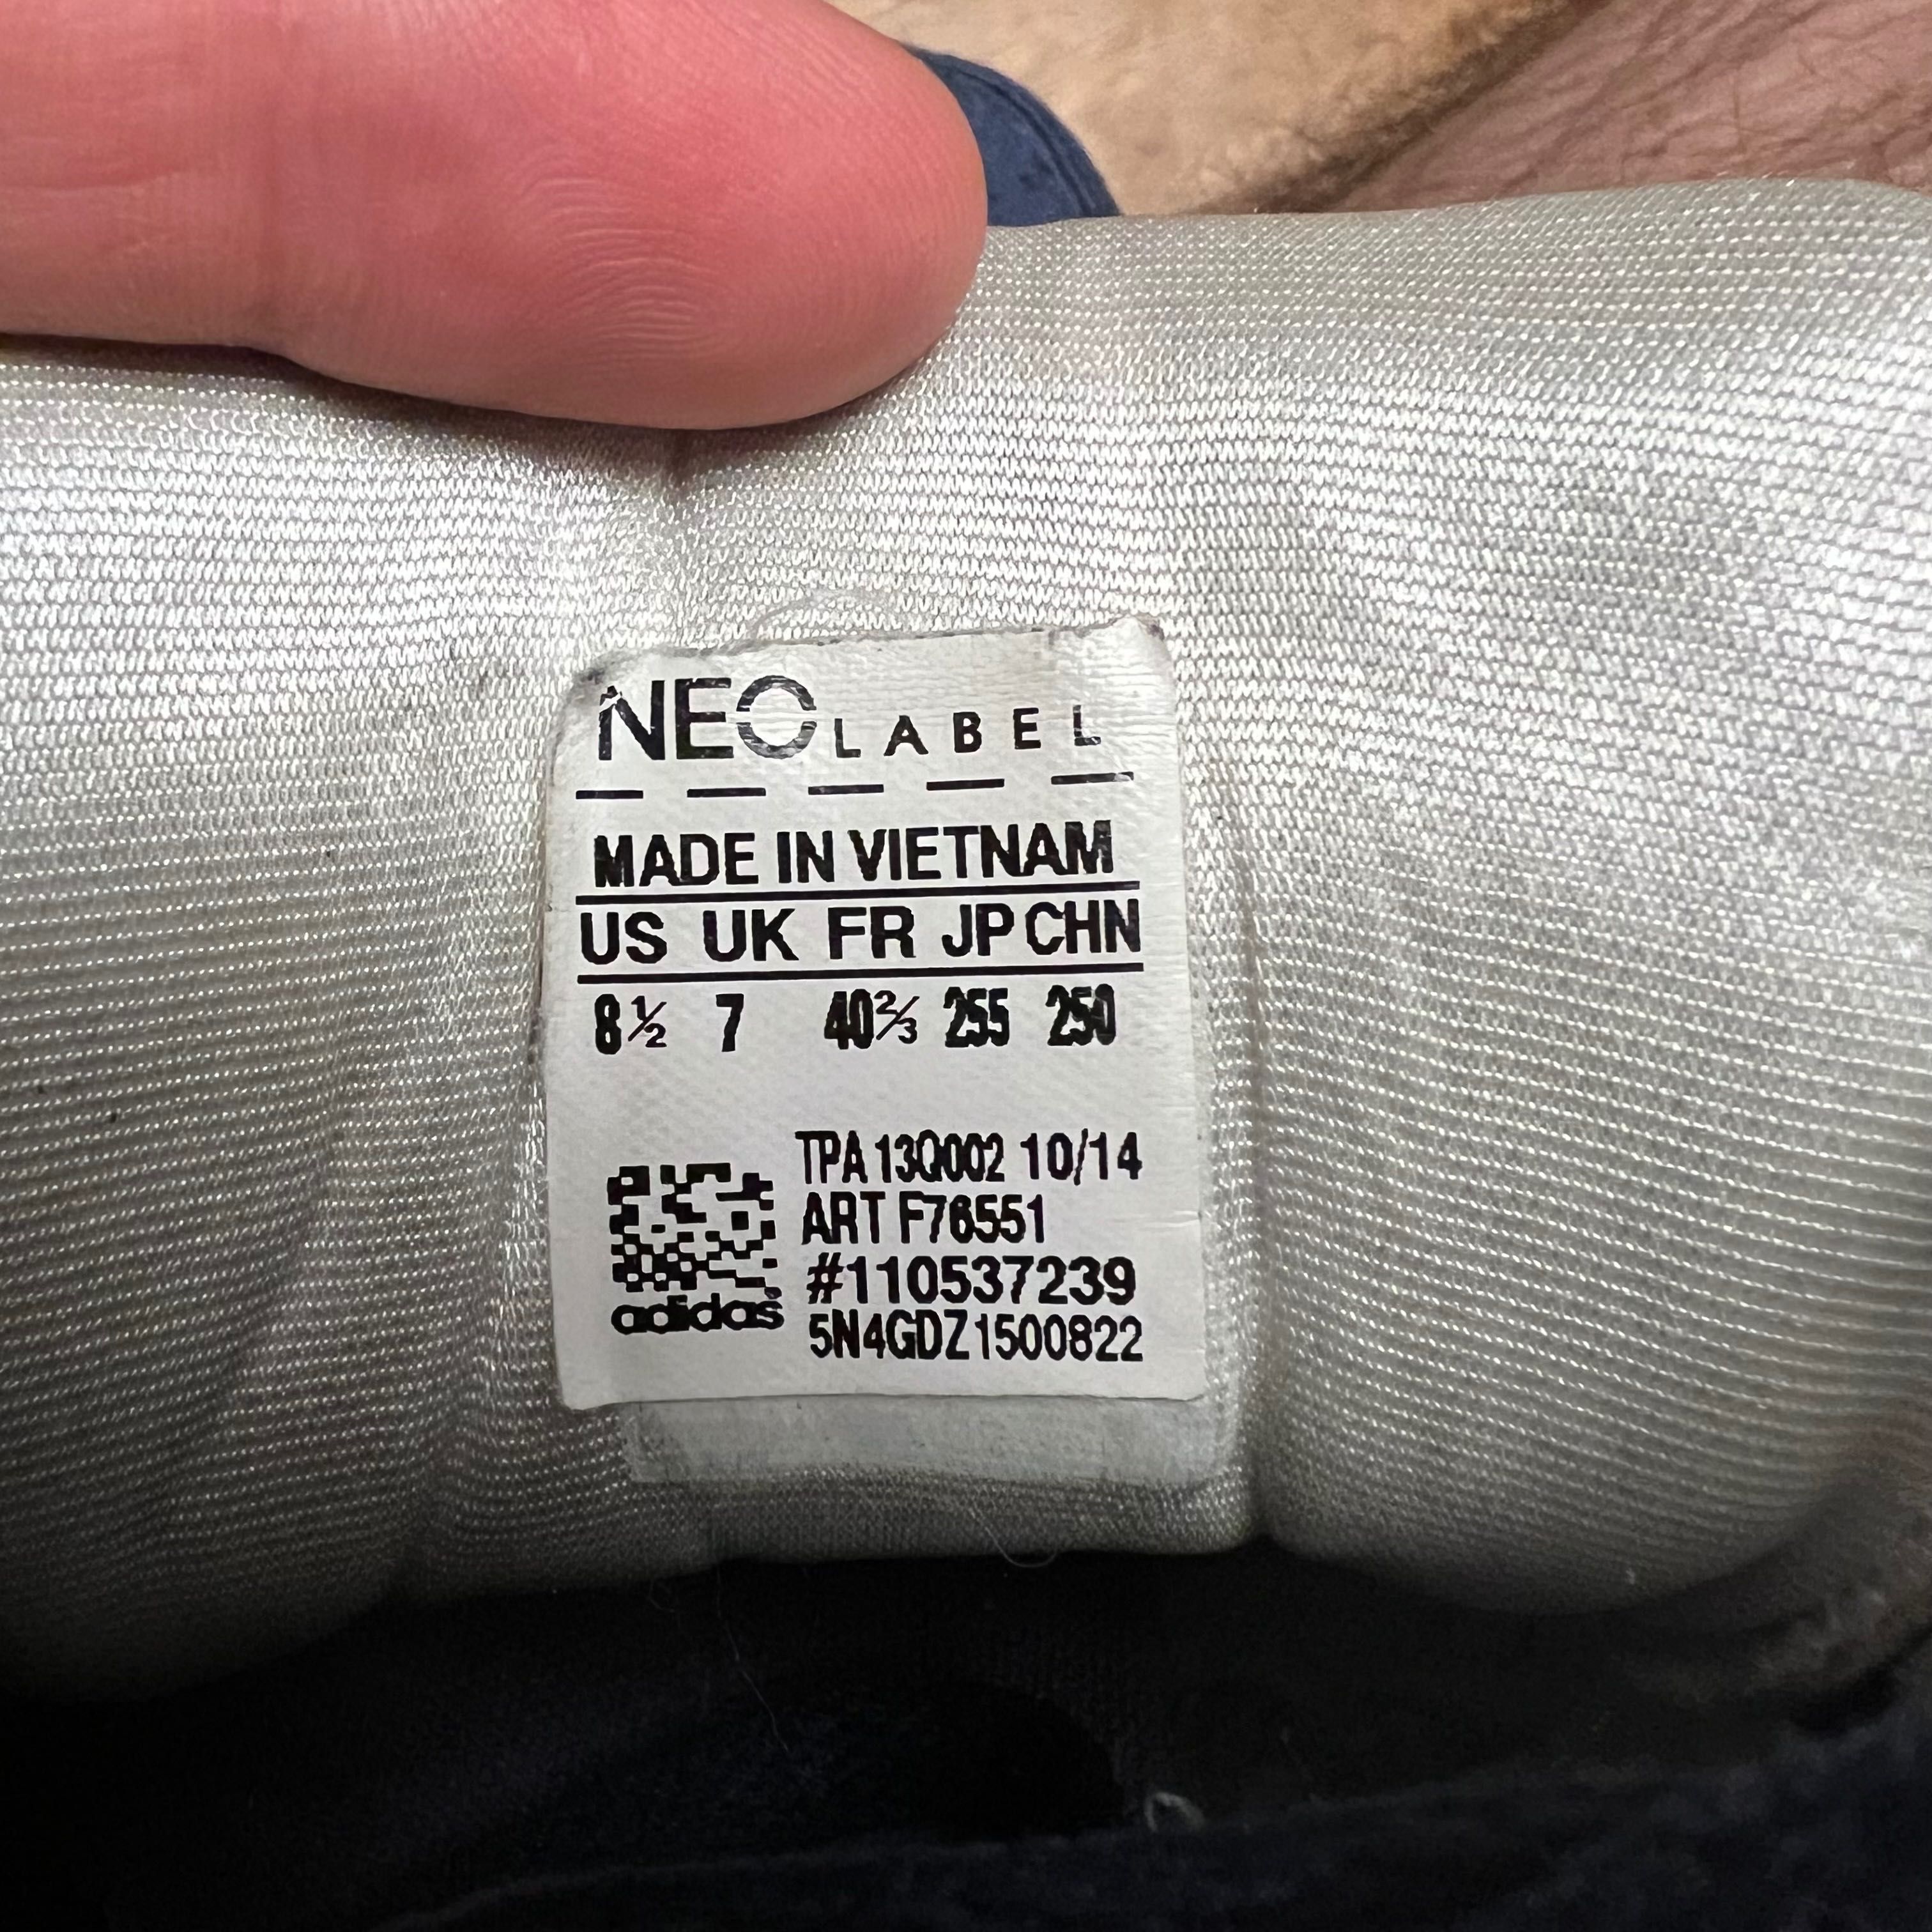 NEO LABEL
MADE IN VIETNAM
US UK FR JP CHN
8½ 7 40⅔ 255 250
TPA 13Q002 10/14
ART F76551
#110537239
5N4GDZ1500822
adidas